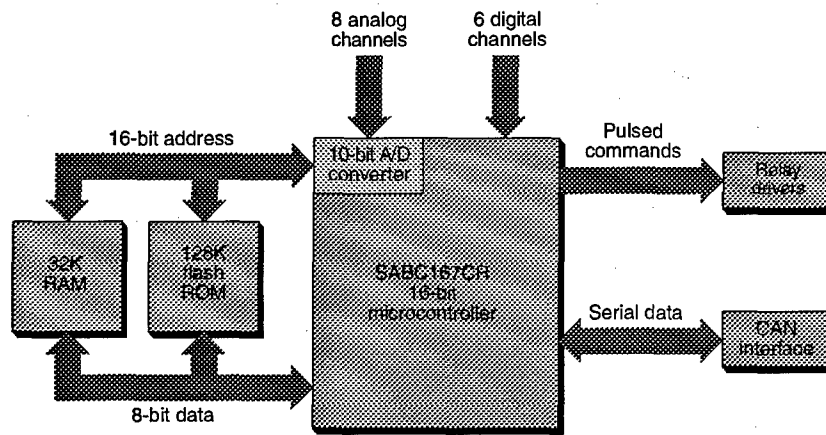 8 analog
channels
6 digital
channels
16-bit address
10-bit A/D
converter
Pulsed
commands
Relay
drivers
32K
RAM
128K
flash
ROM
SABC167CR
16-bit
microcontroller
Serial data
CAN
interface
8-bit data